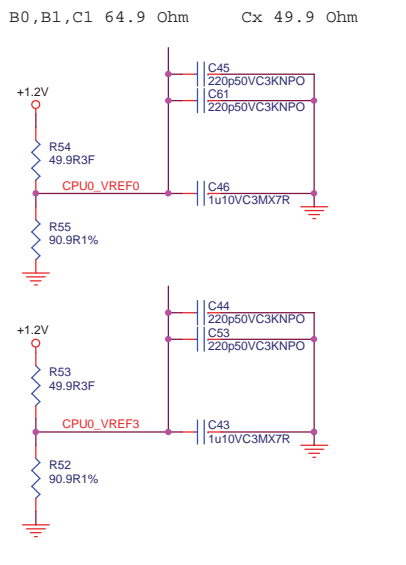 B0,B1,C1 64.9 Ohm Cx 49.9 Ohm
C45
220p50VC3KNPO
C61
220p50VC3KNPO
+1.2V
R54
49.9R3F
CPU0_VREF0
C46
1u10VC3MX7R
R55
90.9R1%
C44
220p50VC3KNPO
C53
220p50VC3KNPO
+1.2V
R53
49.9R3F
CPU0_VREF3
C43
1u10VC3MX7R
R52
90.9R1%